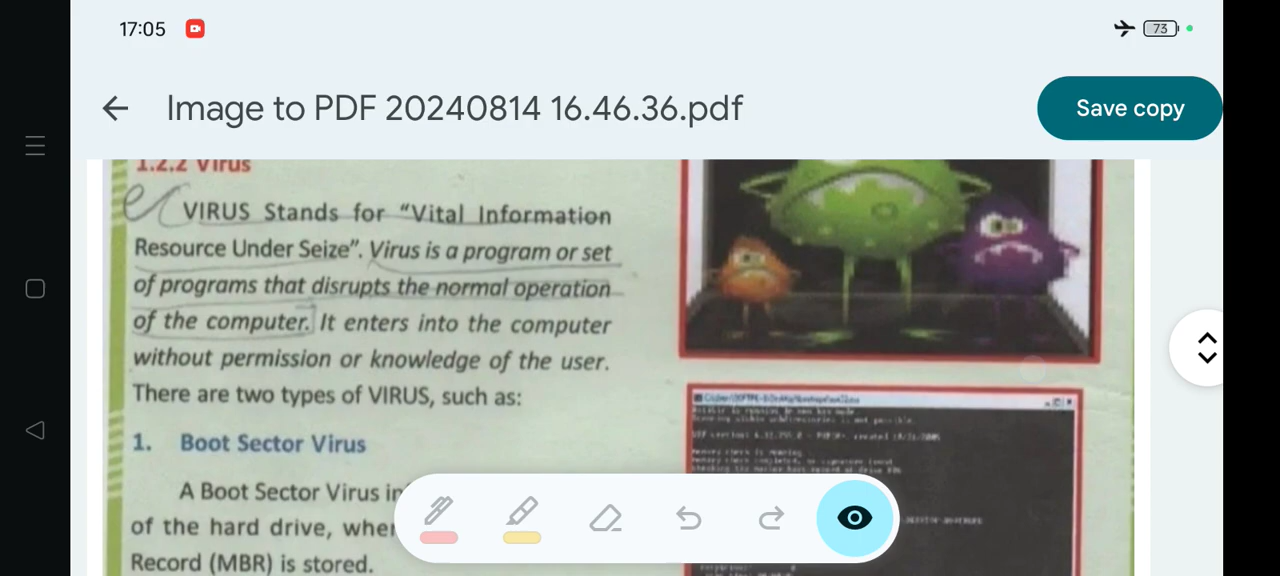 17:05
73
Image to PDF 20240814 16.46.36.pdf
Save copy
1.2.2 Virus
VIRUS Stands for “Vital Information
Resource Under Seize”. Virus is a program or set
of programs that disrupts the normal operation
of the computer. It enters into the computer
without permission or knowledge of the user.
There are two types of VIRUS, such as:
1. Boot Sector Virus
A Boot Sector Virus in
of the hard drive, wher
Record (MBR) is stored.